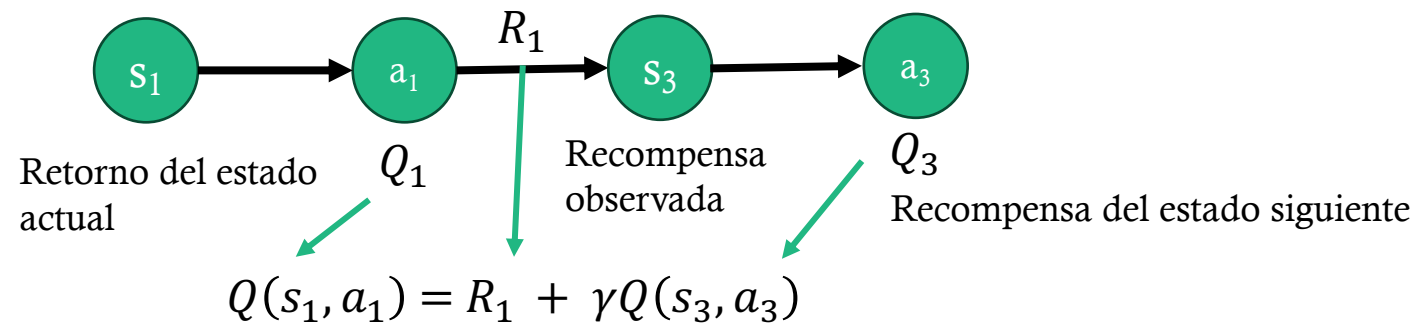 R₁
s₁
a₁
s₃
a₃
Retorno del estado
actual
Q₁
Recompensa
observada
Q₃
Recompensa del estado siguiente
Q(s₁, a₁) = R₁ + γQ(s₃, a₃)